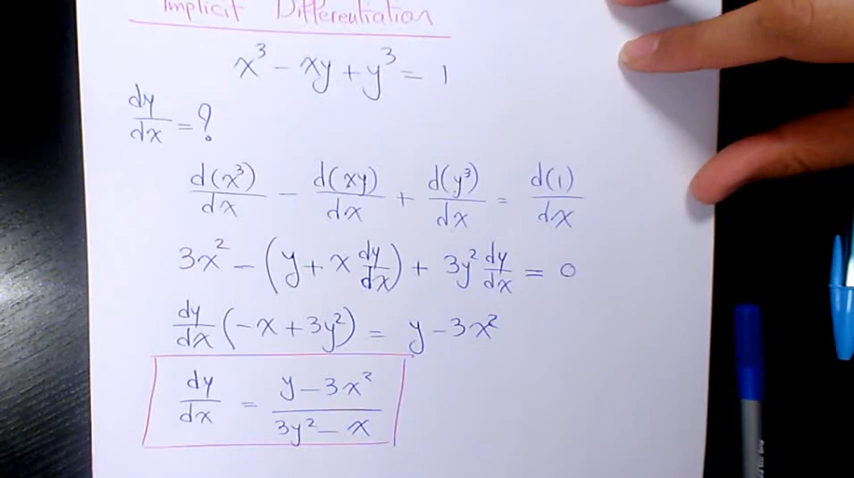 Implicit Differentiation
x³ - xy + y³ = 1
dy/dx = ?
d(x³)/dx - d(xy)/dx + d(y³)/dx = d(1)/dx
3x² - (y + x dy/dx) + 3y² dy/dx = 0
dy/dx (-x + 3y²) = y - 3x²
dy/dx = (y - 3x²)/(3y² - x)